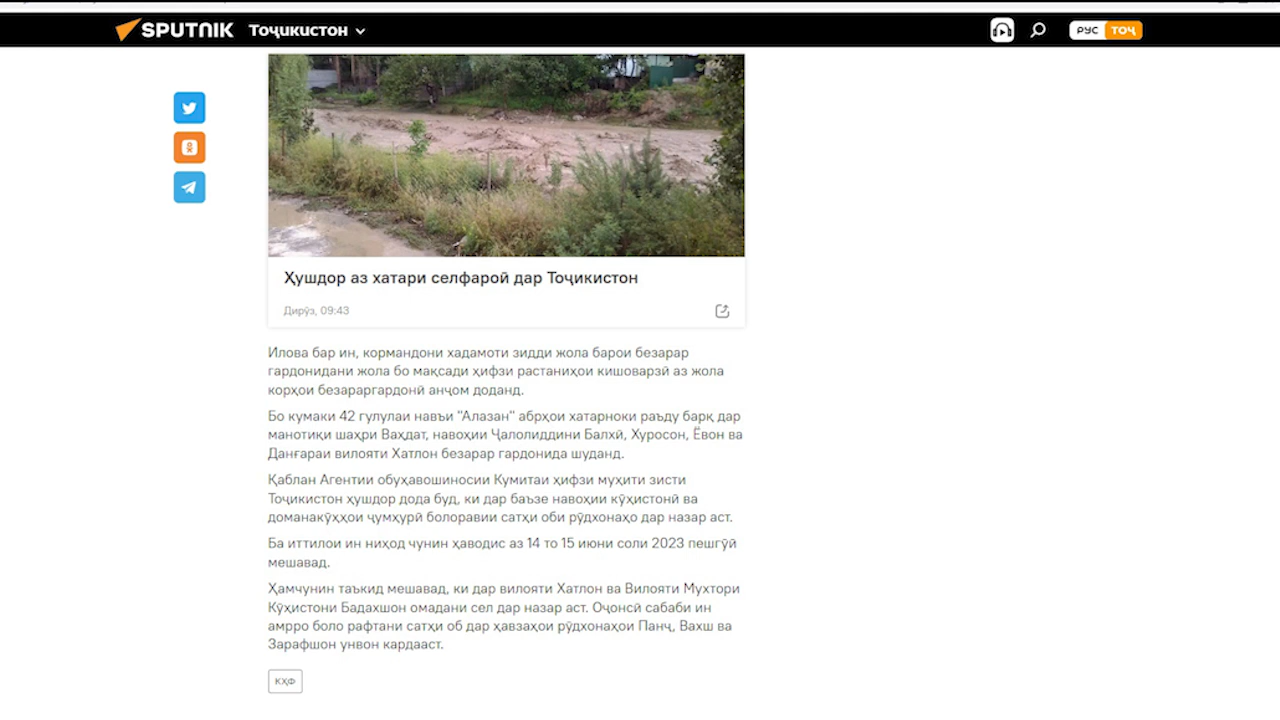 SPUTNIK Тоҷикистон
РУС ТОҶ
Ҳушдор аз хатари селфароӣ дар Тоҷикистон
Дирӯз, 09:43
Илова бар ин, кормандони хадамоти зидди жола барои безарар
гардонидани жола бо мақсади ҳифзи растаниҳои кишоварзӣ аз жола
корҳои безараргардонӣ анҷом доданд.
Бо кумаки 42 гулулаи навъи "Алазан" абрҳои хатарноки раъду барқ дар
манотиқи шаҳри Ваҳдат, навоҳии Ҷалолиддини Балхӣ, Хуросон, Ёвон ва
Данғараи вилояти Хатлон безарар гардонида шуданд.
Қаблан Агентии обуҳавошиносии Кумитаи ҳифзи муҳити зисти
Тоҷикистон ҳушдор дода буд, ки дар баъзе навоҳии кӯҳистонӣ ва
доманакӯҳҳои ҷумҳурӣ болоравии сатҳи оби рӯдхонаҳо дар назар аст.
Ба иттилои ин ниҳод чунин ҳаводис аз 14 то 15 июни соли 2023 пешгӯӣ
мешавад.
Ҳамчунин таъкид мешавад, ки дар вилояти Хатлон ва Вилояти Мухтори
Кӯҳистони Бадахшон омадани сел дар назар аст. Оҷонсӣ сабаби ин
амрро боло рафтани сатҳи об дар ҳавзаҳои рӯдхонаҳои Панҷ, Вахш ва
Зарафшон унвон кардааст.
КҲФ